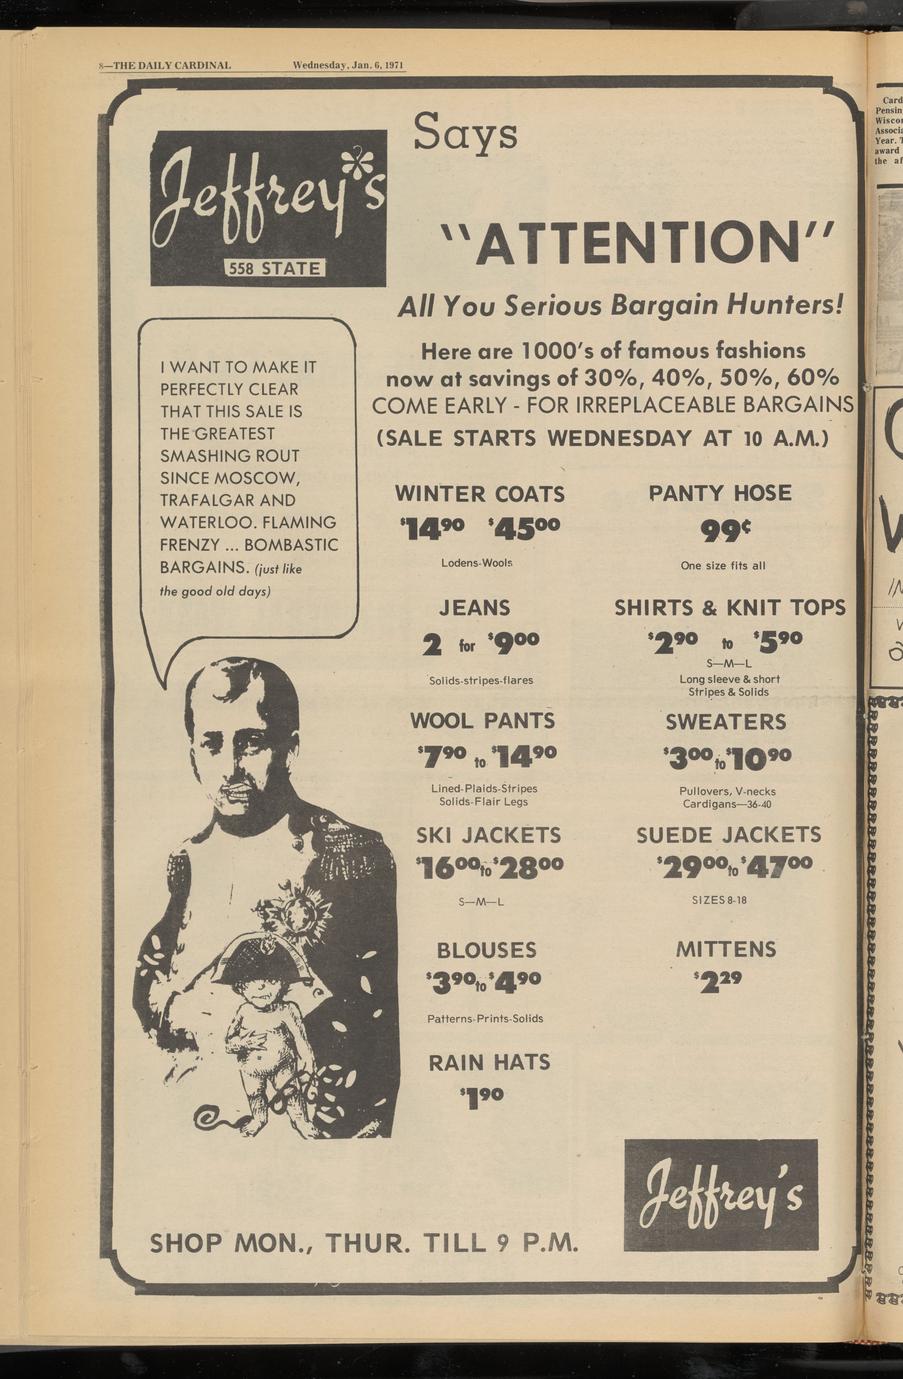 8—THE DAILY CARDINAL Wednesday, Jan. 6, 1971
Jeffrey's
558 STATE
Says
"ATTENTION"
All You Serious Bargain Hunters!
Here are 1000's of famous fashions
now at savings of 30%, 40%, 50%, 60%
COME EARLY - FOR IRREPLACEABLE BARGAINS
(SALE STARTS WEDNESDAY AT 10 A.M.)
I WANT TO MAKE IT
PERFECTLY CLEAR
THAT THIS SALE IS
THE GREATEST
SMASHING ROUT
SINCE MOSCOW,
TRAFALGAR AND
WATERLOO. FLAMING
FRENZY ... BOMBASTIC
BARGAINS. (just like
the good old days)
WINTER COATS
$14.90 $45.00
Lodens-Wools
JEANS
2 for $9.00
Solids-stripes-flares
WOOL PANTS
$7.90 to $14.90
Lined-Plaids-Stripes
Solids-Flair Legs
SKI JACKETS
$16.00 to $28.00
S—M—L
BLOUSES
$3.90 to $4.90
Patterns-Prints-Solids
RAIN HATS
$1.90
PANTY HOSE
99¢
One size fits all
SHIRTS & KNIT TOPS
$2.90 to $5.90
S—M—L
Long sleeve & short
Stripes & Solids
SWEATERS
$3.00 to $10.90
Pullovers, V-necks
Cardigans—36-40
SUEDE JACKETS
$29.00 to $47.00
SIZES 8-18
MITTENS
$2.29
SHOP MON., THUR. TILL 9 P.M.
Jeffrey's
Card
Pensin
Wiscon
Associa
Year. T
award
the af